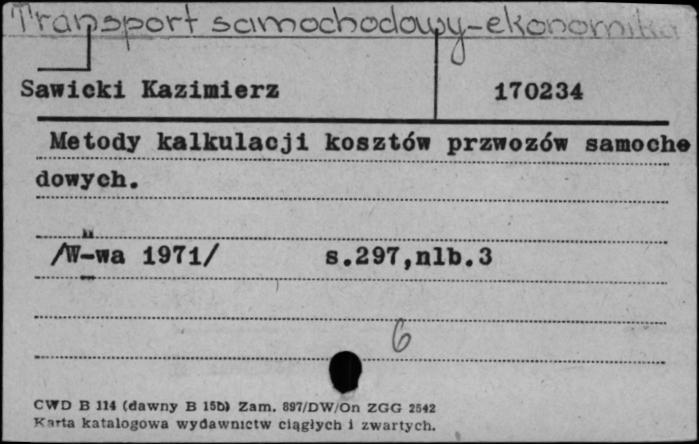 Transport samochodowy-ekonomika
Sawicki Kazimierz 170234
Metody kalkulacji kosztów przwozów samocho
dowych.
/W-wa 1971/ s.297,nlb.3
6
CWD B 114 (dawny B 15b) Zam. 897/DW/On ZGG 2542
Karta katalogowa wydawnictw ciągłych i zwartych.